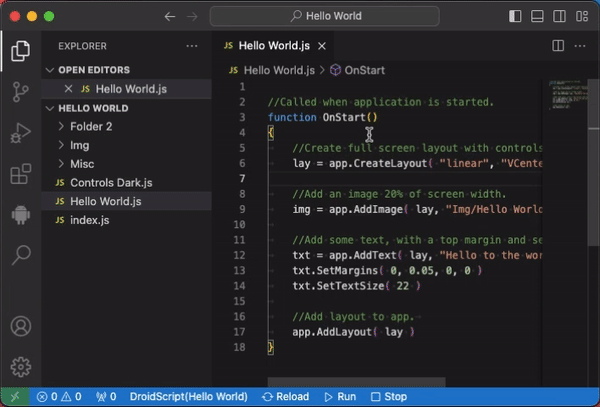 Hello World
EXPLORER
OPEN EDITORS
JS Hello World.js
HELLO WORLD
Folder 2
Img
Misc
JS Controls Dark.js
JS Hello World.js
JS index.js
JS Hello World.js
JS Hello World.js > OnStart
1
2 //Called when application is started.
3 function OnStart()
4 {
5 //Create full screen layout with controls
6 lay = app.CreateLayout( "linear", "VCente
7
8 //Add an image 20% of screen width.
9 img = app.AddImage( lay, "Img/Hello World
10
11 //Add some text, with a top margin and se
12 txt = app.AddText( lay, "Hello to the wor
13 txt.SetMargins( 0, 0.05, 0, 0 )
14 txt.SetTextSize( 22 )
15
16 //Add layout to app.
17 app.AddLayout( lay )
18 }
0 0 0 DroidScript(Hello World) Reload Run Stop